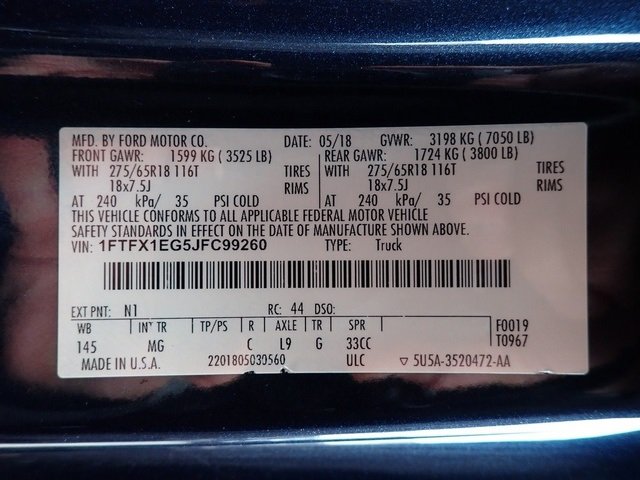 MFD. BY FORD MOTOR CO. DATE: 05/18 GVWR: 3198 KG ( 7050 LB)
FRONT GAWR: 1599 KG ( 3525 LB) REAR GAWR: 1724 KG ( 3800 LB)
WITH 275/65R18 116T TIRES WITH 275/65R18 116T TIRES
18x7.5J RIMS 18x7.5J RIMS
AT 240 kPa/ 35 PSI COLD AT 240 kPa/ 35 PSI COLD
THIS VEHICLE CONFORMS TO ALL APPLICABLE FEDERAL MOTOR VEHICLE
SAFETY STANDARDS IN EFFECT ON THE DATE OF MANUFACTURE SHOWN ABOVE.
VIN: 1FTFX1EG5JFC99260 TYPE: Truck
EXT PNT: N1 RC: 44 DSO:
WB INT TR TP/PS R AXLE TR SPR F0019
145 MG C L9 G 33CC T0967
MADE IN U.S.A. 2201805030560 ULC ▽ 5U5A-3520472-AA